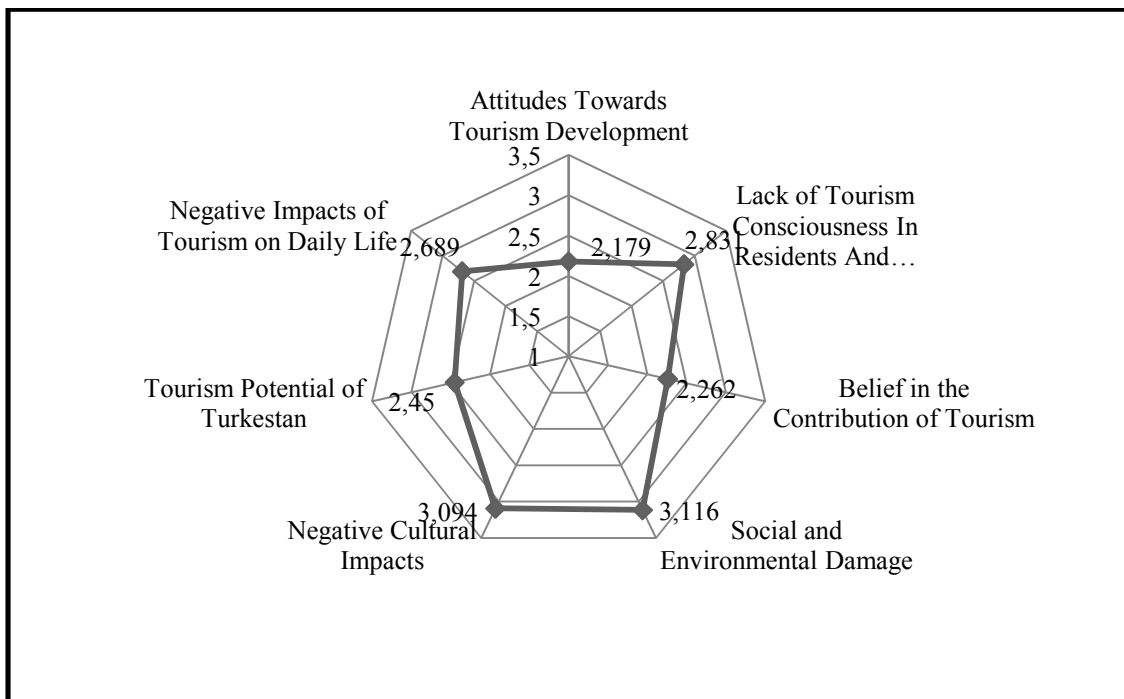 Attitudes Towards
Tourism Development
3,5
3
2,5
2
1,5
1
2,179
Lack of Tourism
Consciousness In
Residents And…
2,831
Belief in the
Contribution of Tourism
2,262
Social and
Environmental Damage
3,116
Negative Cultural
Impacts
3,094
Tourism Potential of
Turkestan
2,45
Negative Impacts of
Tourism on Daily Life
2,689